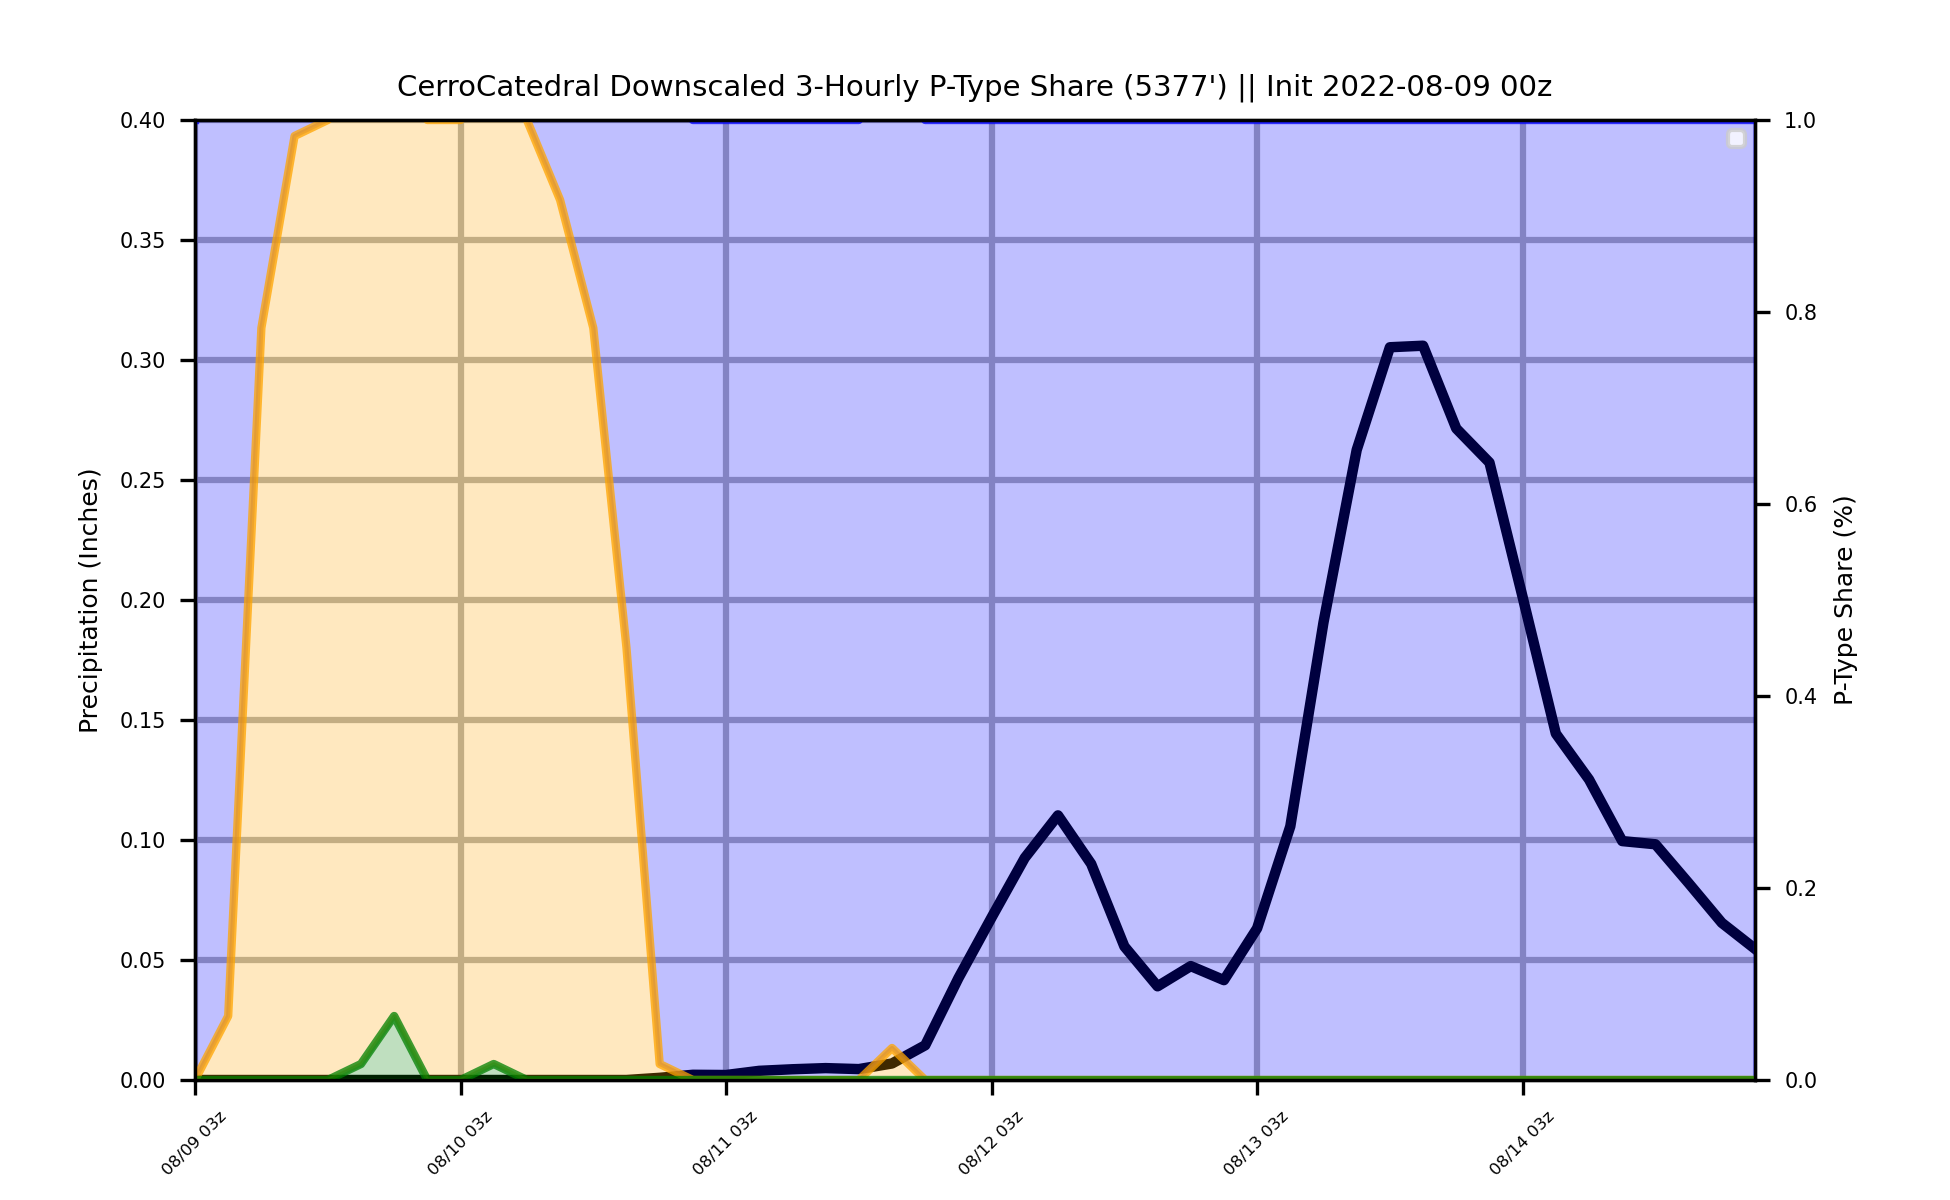 CerroCatedral Downscaled 3-Hourly P-Type Share (5377') || Init 2022-08-09 00z
0.40
0.35
0.30
0.25
0.20
0.15
0.10
0.05
0.00
Precipitation (Inches)
1.0
0.8
0.6
0.4
0.2
0.0
P-Type Share (%)
08/09 03z
08/10 03z
08/11 03z
08/12 03z
08/13 03z
08/14 03z